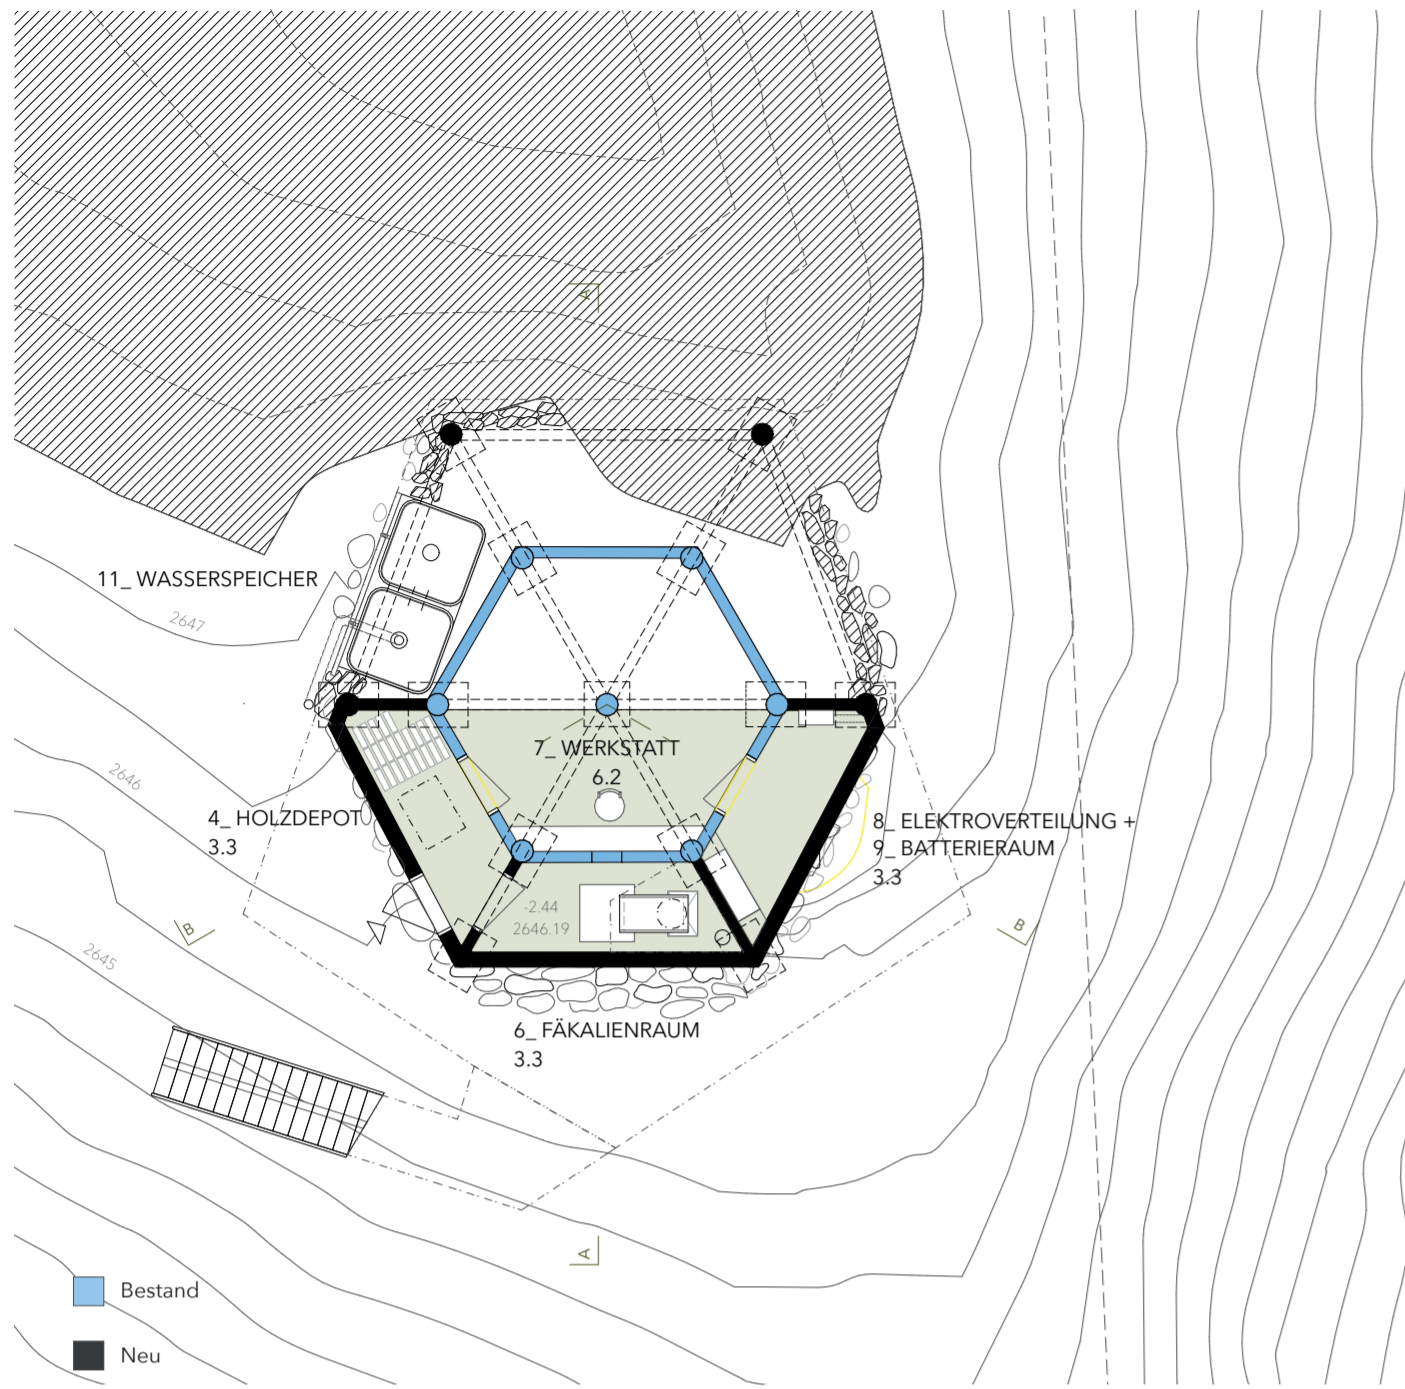 A
11_ WASSERSPEICHER
2647
7_ WERKSTATT
6.2
2646
4_ HOLZDEPOT
3.3
8_ ELEKTROVERTEILUNG +
9_ BATTERIERAUM
3.3
-2.44
2646.19
B
B
2645
6_ FÄKALIENRAUM
3.3
A
Bestand
Neu